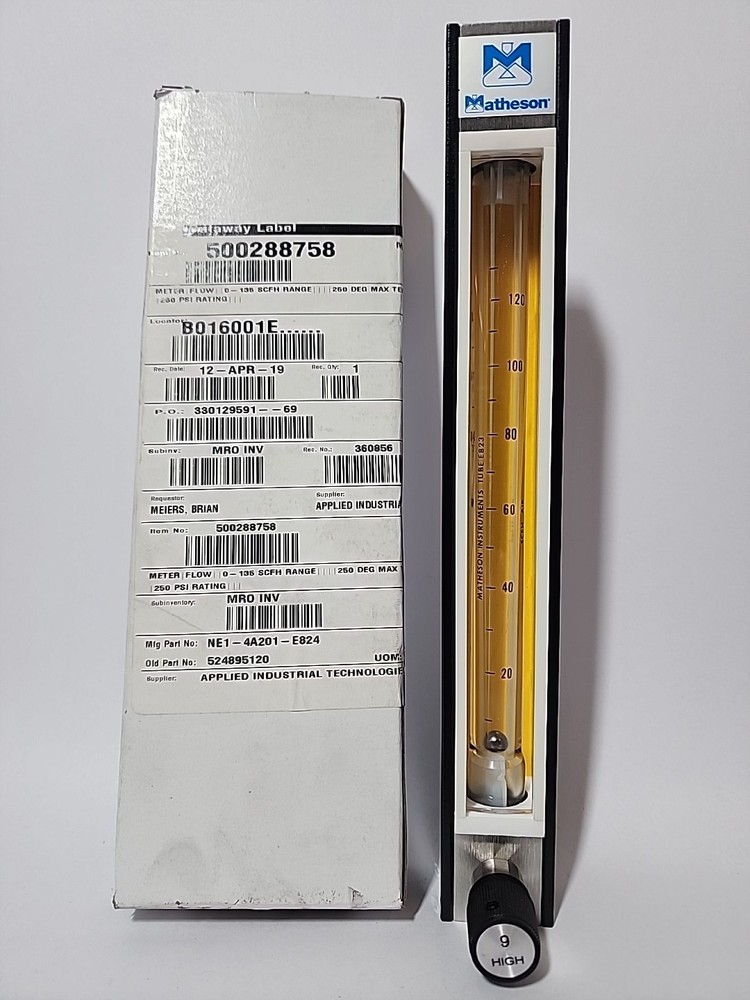 Putaway Label
500288758
METER|FLOW||0-135 SCFH RANGE||||250 DEG MAX TE
|250 PSI RATING|||
Locator:
B016001E......
Rec. Date: 12-APR-19 Rec. Qty: 1
P.O.: 330129591--69
Subinv: MRO INV Rec. No.: 360856
Requestor: Supplier:
MEIERS, BRIAN APPLIED INDUSTRIA
Item No: 500288758
METER|FLOW||0-135 SCFH RANGE||||250 DEG MAX
|250 PSI RATING|||
Subinventory: MRO INV
Mfg Part No: NE1-4A201-E824
Old Part No: 524895120 UOM:
Supplier: APPLIED INDUSTRIAL TECHNOLOGIE
M
Matheson
120
100
80
60
40
20
MATHESON INSTRUMENTS TUBE E823
9
HIGH